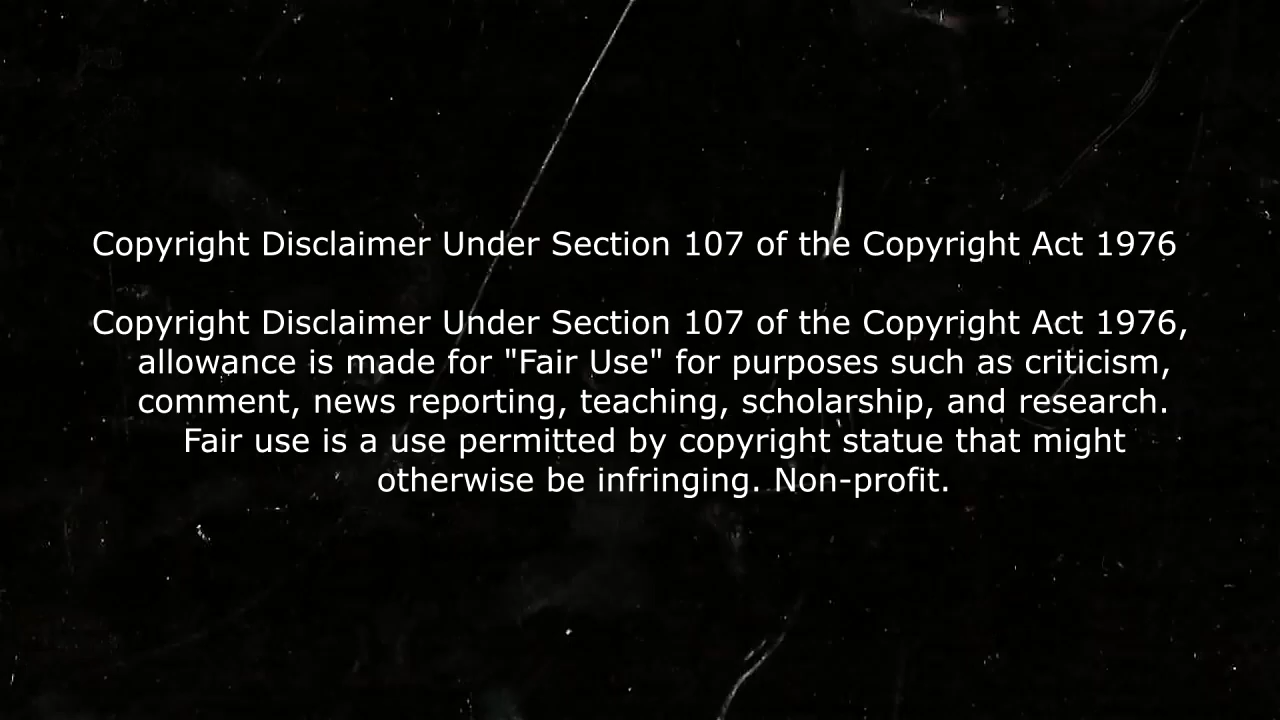 Copyright Disclaimer Under Section 107 of the Copyright Act 1976
Copyright Disclaimer Under Section 107 of the Copyright Act 1976,
allowance is made for "Fair Use" for purposes such as criticism,
comment, news reporting, teaching, scholarship, and research.
Fair use is a use permitted by copyright statue that might
otherwise be infringing. Non-profit.